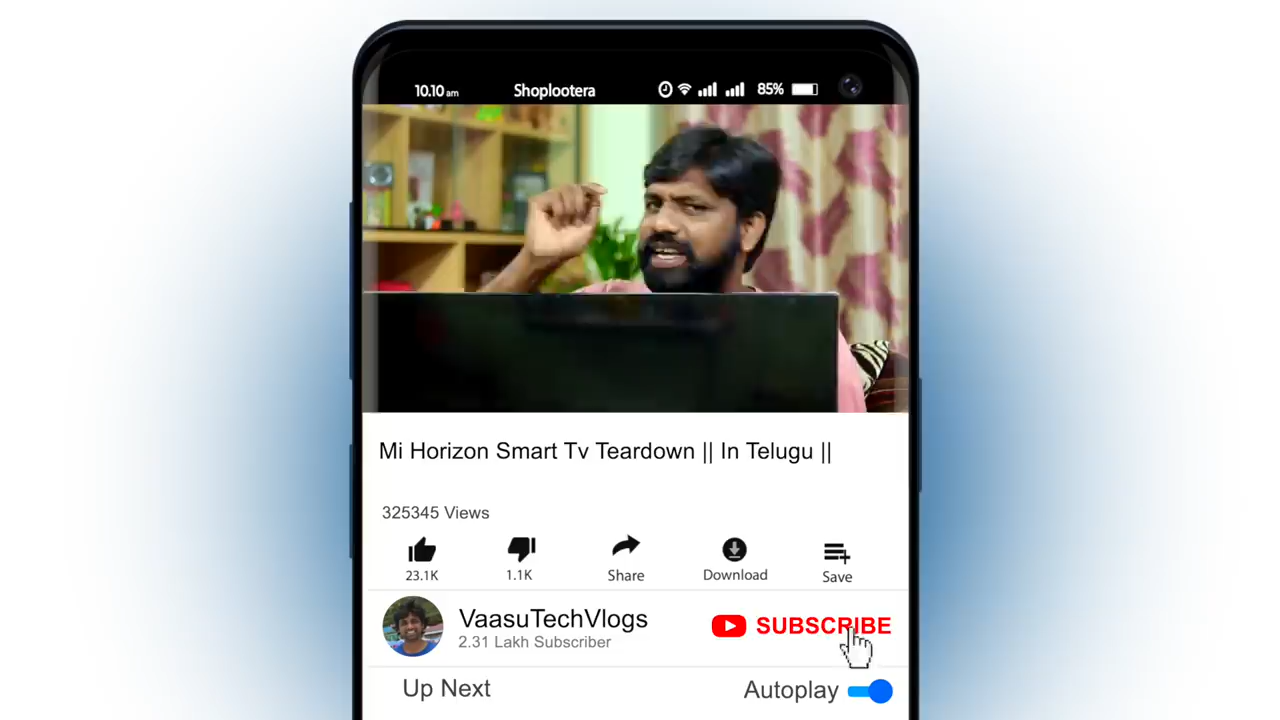 10.10 am Shoplootera 85%
Mi Horizon Smart Tv Teardown || In Telugu ||
325345 Views
23.1K 1.1K Share Download Save
VaasuTechVlogs SUBSCRIBE
2.31 Lakh Subscriber
Up Next Autoplay